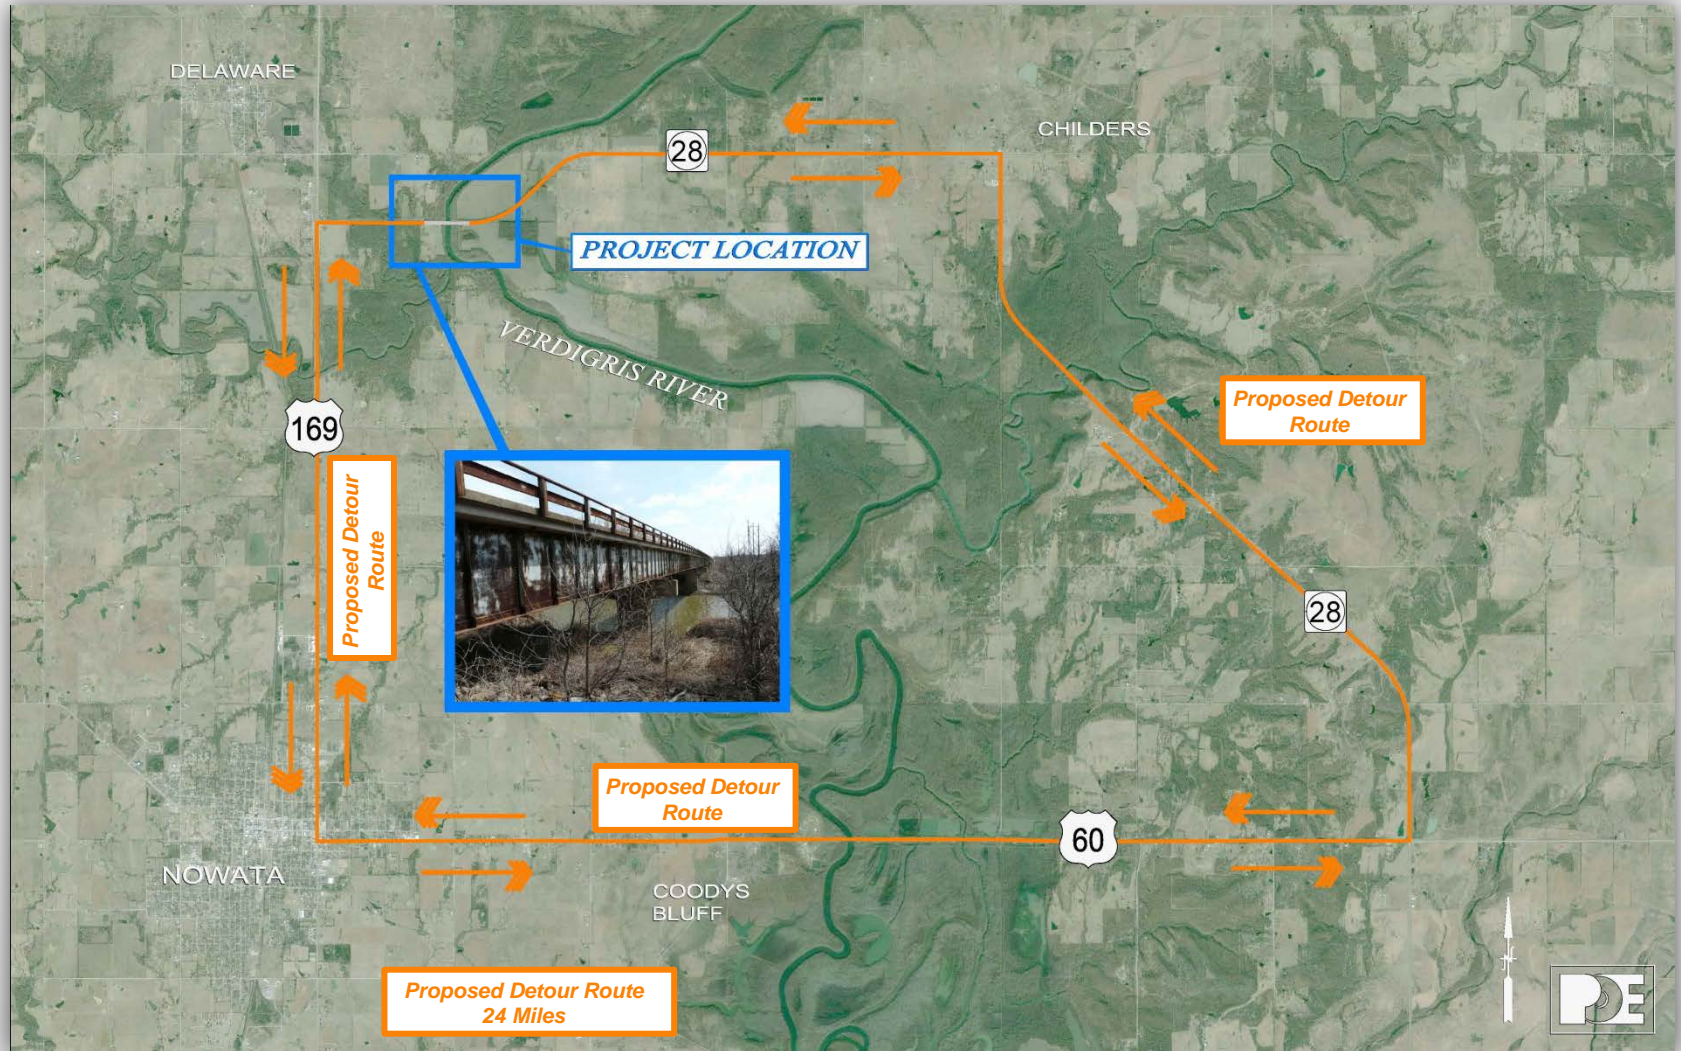 DELAWARE
CHILDERS
28
PROJECT LOCATION
VERDIGRIS RIVER
169
Proposed Detour
Route
Proposed Detour
Route
28
Proposed Detour
Route
60
NOWATA
COODYS
BLUFF
Proposed Detour Route
24 Miles
PDE